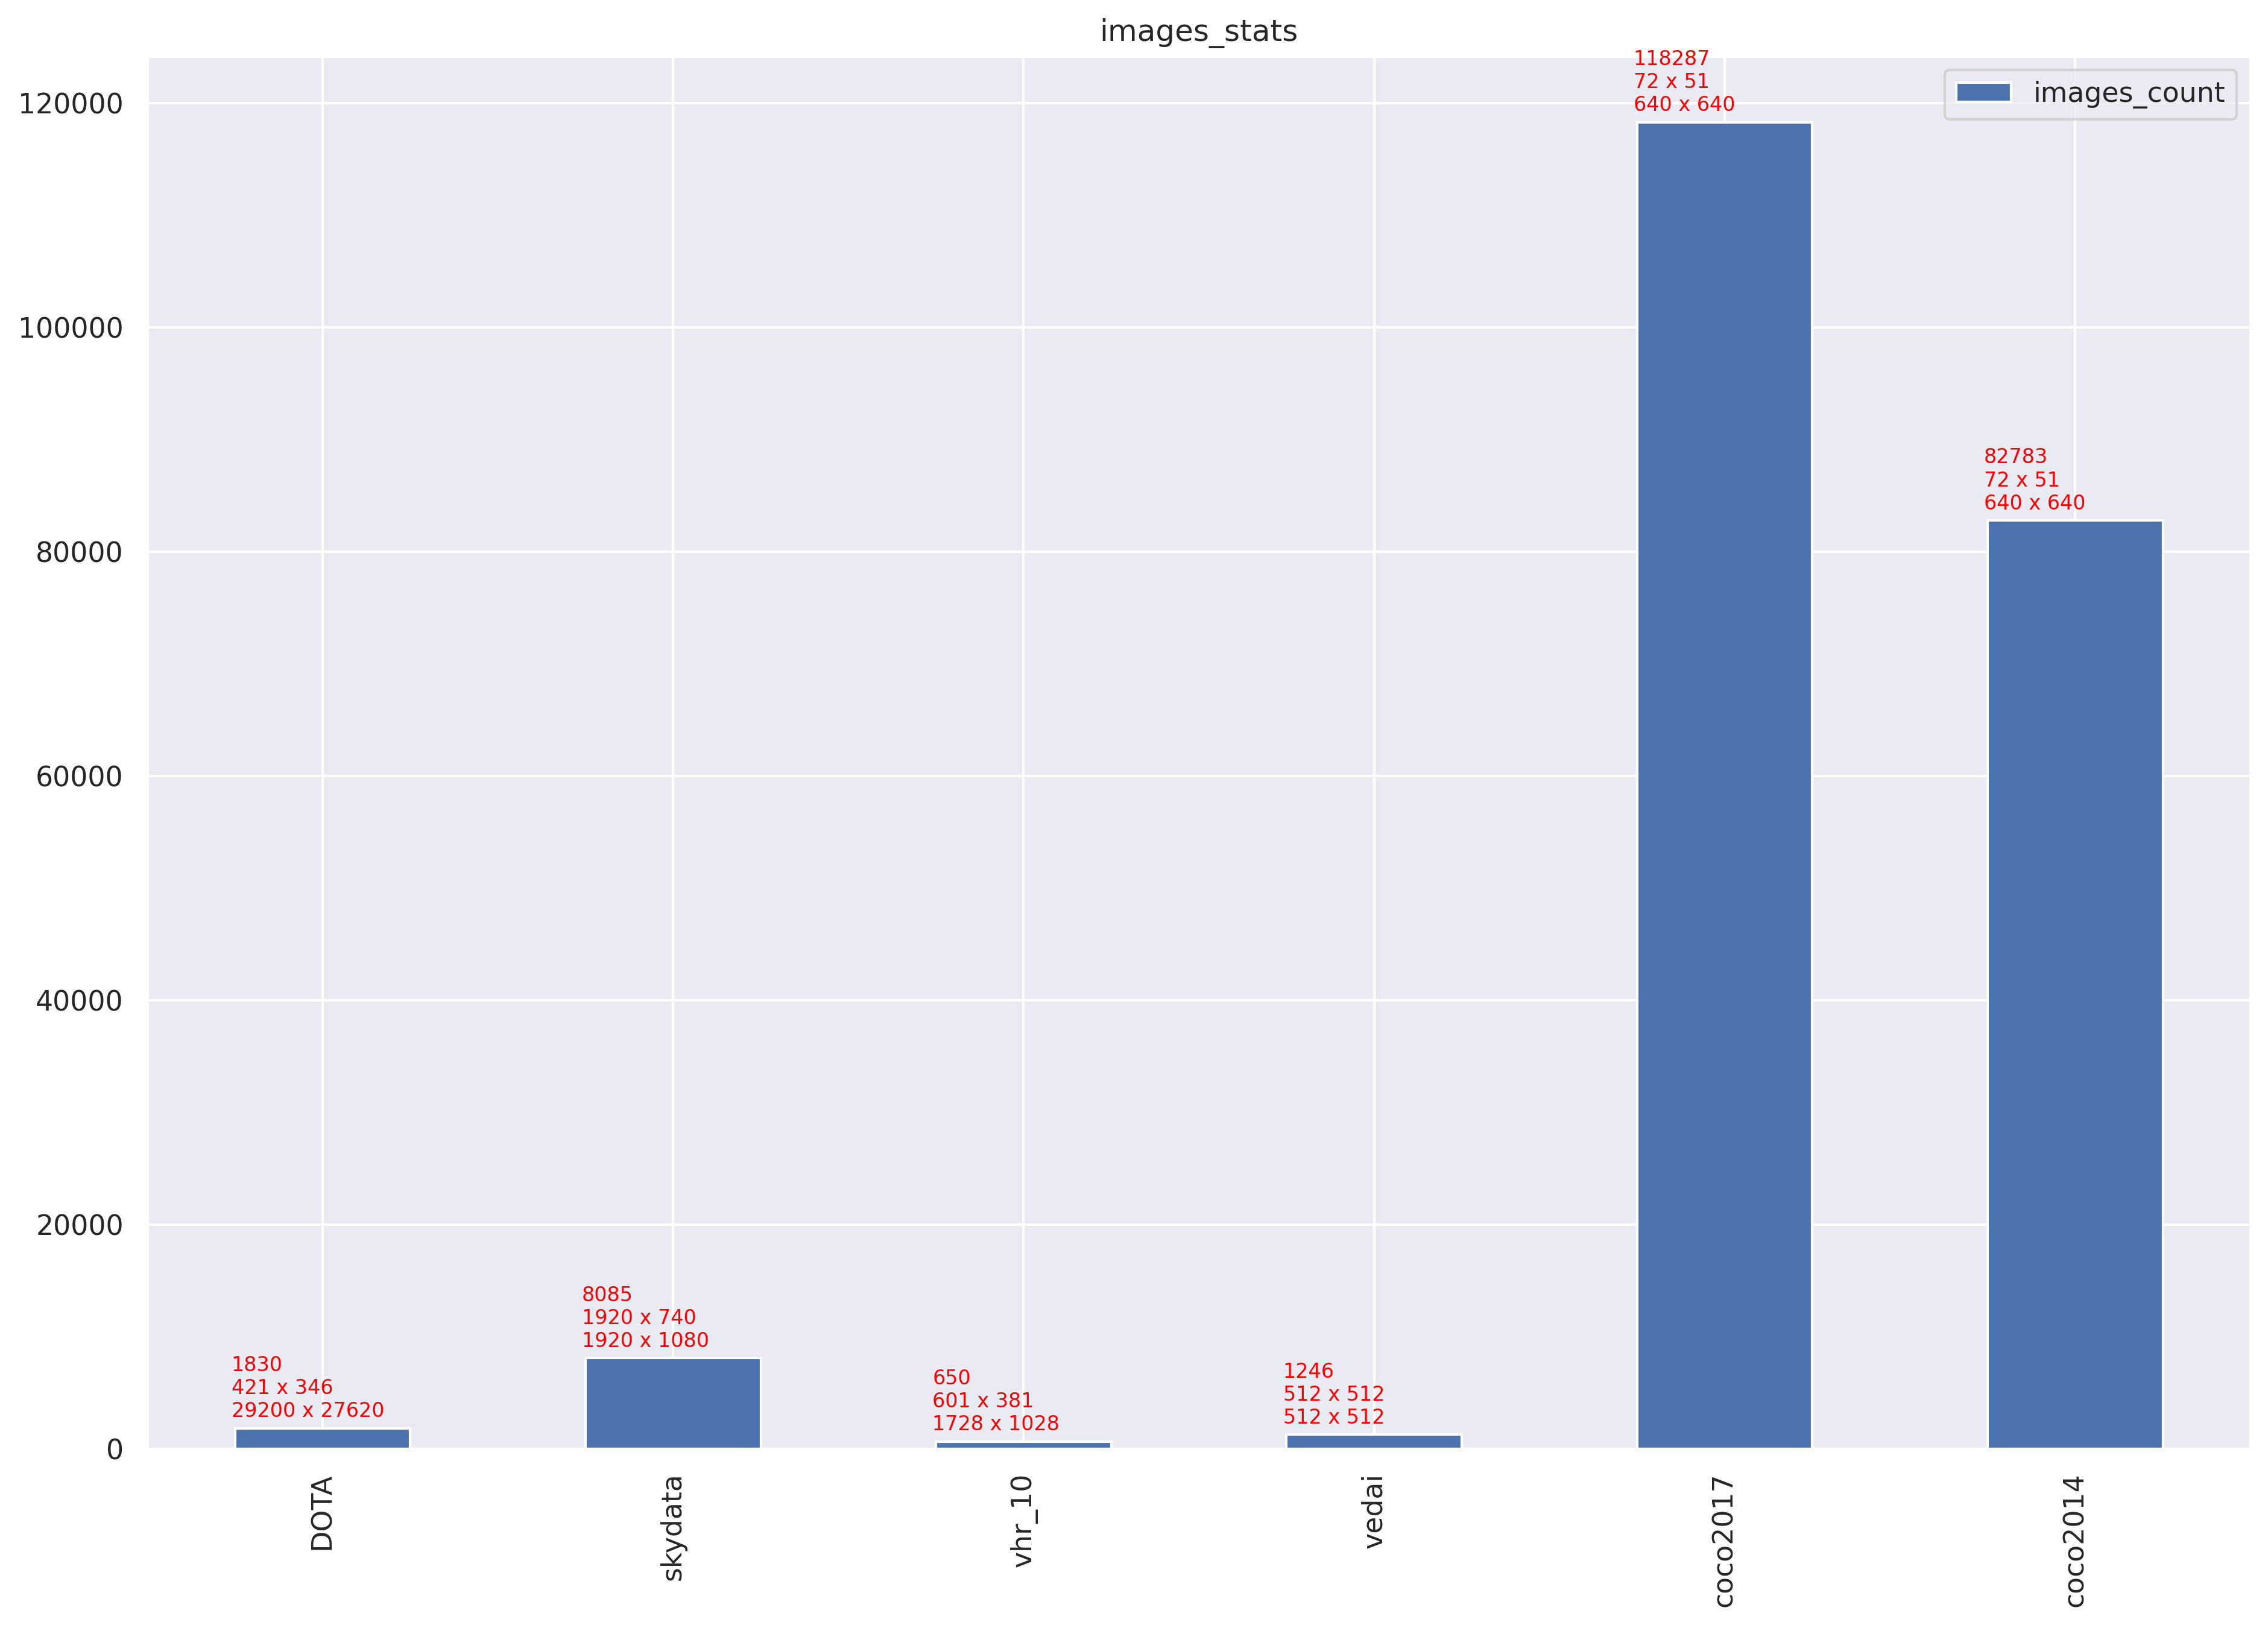 images_stats
images_count
120000
100000
80000
60000
40000
20000
0
1830
421 x 346
29200 x 27620
8085
1920 x 740
1920 x 1080
650
601 x 381
1728 x 1028
1246
512 x 512
512 x 512
118287
72 x 51
640 x 640
82783
72 x 51
640 x 640
DOTA
skydata
vhr_10
vedai
coco2017
coco2014